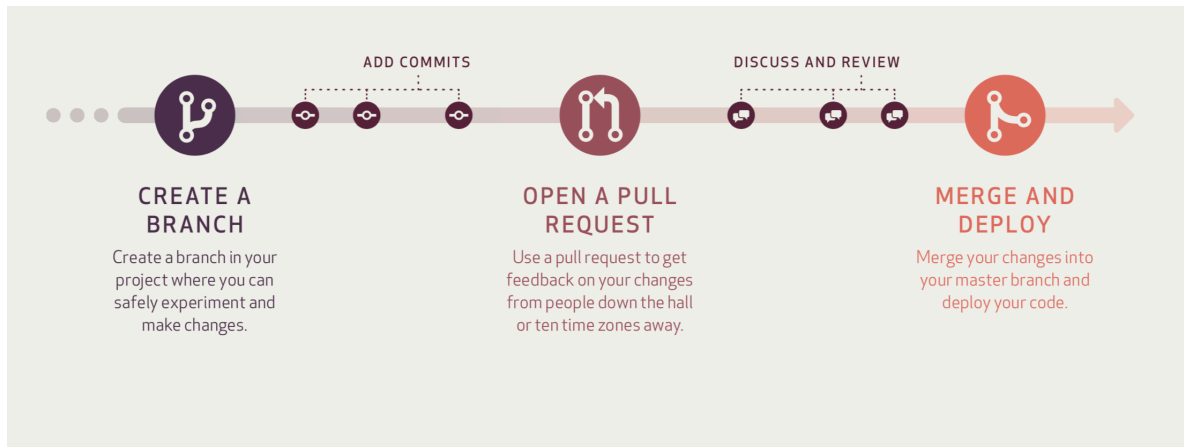 ADD COMMITS
DISCUSS AND REVIEW
CREATE A
BRANCH
Create a branch in your
project where you can
safely experiment and
make changes.
OPEN A PULL
REQUEST
Use a pull request to get
feedback on your changes
from people down the hall
or ten time zones away.
MERGE AND
DEPLOY
Merge your changes into
your master branch and
deploy your code.